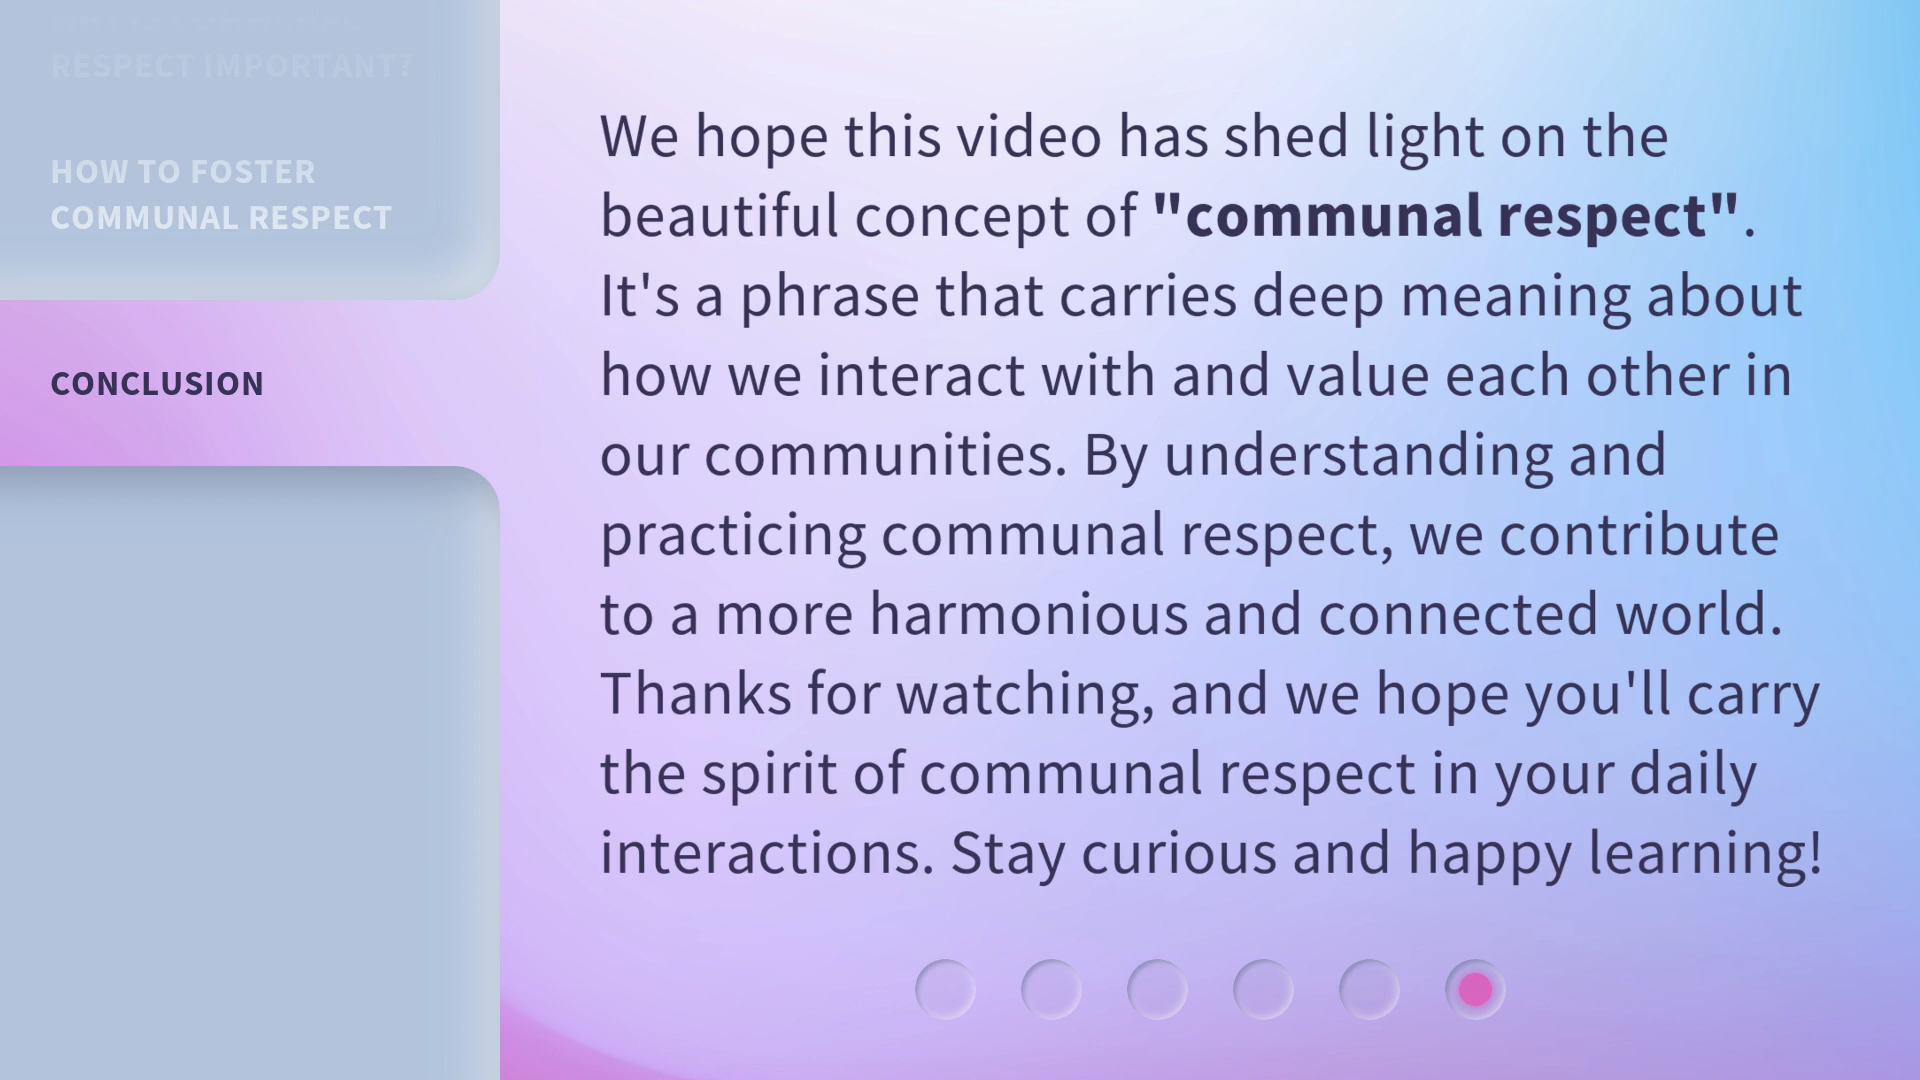 RESPECT IMPORTANT?
HOW TO FOSTER
COMMUNAL RESPECT
CONCLUSION
We hope this video has shed light on the
beautiful concept of "communal respect".
It's a phrase that carries deep meaning about
how we interact with and value each other in
our communities. By understanding and
practicing communal respect, we contribute
to a more harmonious and connected world.
Thanks for watching, and we hope you'll carry
the spirit of communal respect in your daily
interactions. Stay curious and happy learning!